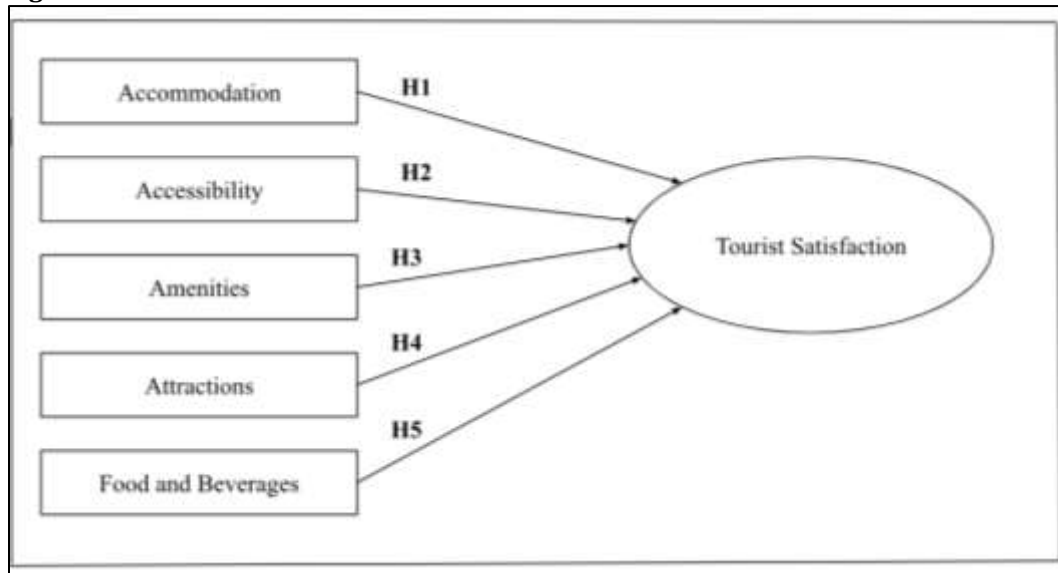 Accommodation
H1
Accessibility
H2
Tourist Satisfaction
Amenities
H3
Attractions
H4
Food and Beverages
H5